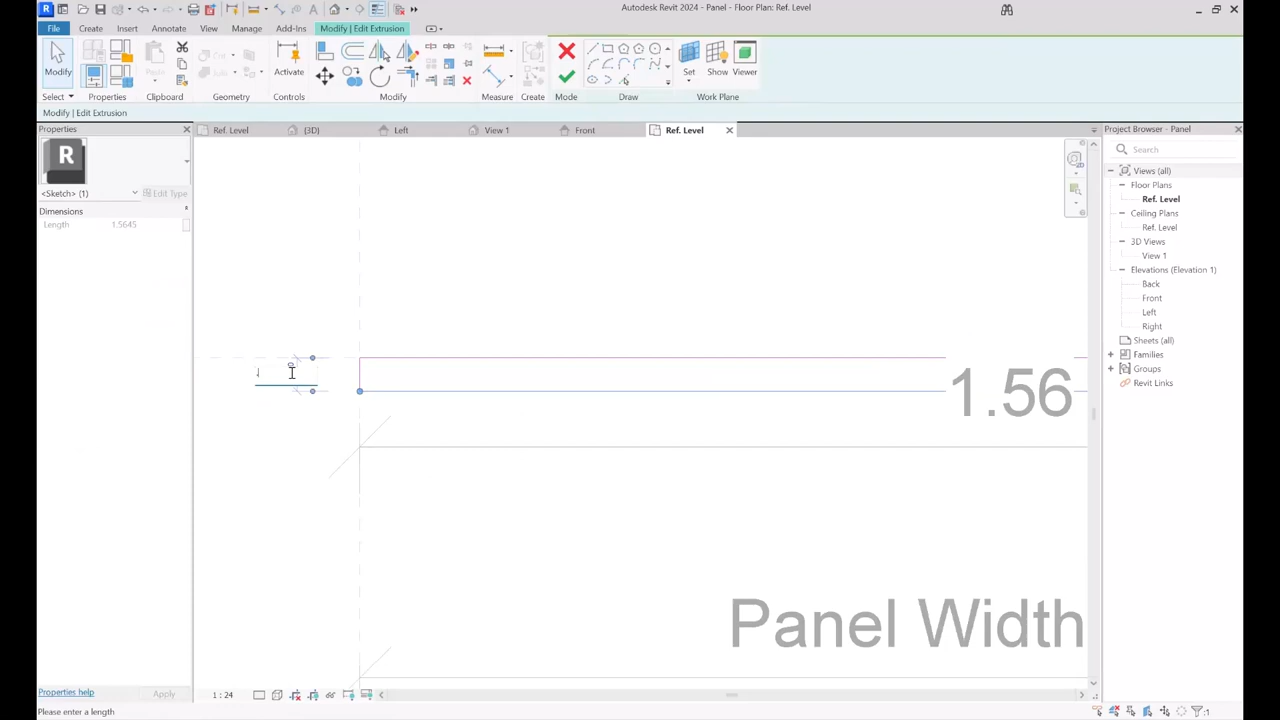 Autodesk Revit 2024 - Panel - Floor Plan: Ref. Level
File
Create
Insert
Annotate
View
Manage
Add-Ins
Modify | Edit Extrusion
Modify
Paste
Activate
Set
Show
Viewer
Select
Properties
Clipboard
Geometry
Controls
Modify
Measure
Create
Mode
Draw
Work Plane
Modify | Edit Extrusion
Properties
Ref. Level
(3D)
Left
View 1
Front
Ref. Level
Project Browser - Panel
R
<Sketch> (1)
Edit Type
Dimensions
Length 1.5645
Search
Views (all)
Floor Plans
Ref. Level
Ceiling Plans
Ref. Level
3D Views
View 1
Elevations (Elevation 1)
Back
Front
Left
Right
Sheets (all)
Families
Groups
Revit Links
1.56
Panel Width
Properties help
Apply
1 : 24
Please enter a length
:1